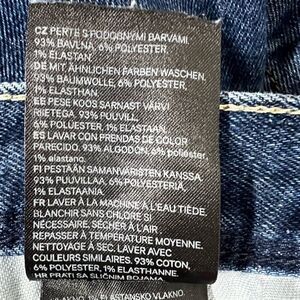 CZ PERTE S PODOBNÝMI BARVAMI.
93% BAVLNA, 6% POLYESTER,
1% ELASTAN.
DE MIT ÄHNLICHEN FARBEN WASCHEN.
93% BAUMWOLLE, 6% POLYESTER,
1% ELASTHAN
EE PESE KOOS SARNAST VÄRVI
RIIETEGA. 93% PUUVILL,
6% POLÜESTER, 1% ELASTAAN
ES LAVAR CON PRENDAS DE COLOR
PARECIDO. 93% ALGODÓN, 6% poliéster,
1% elastano.
FI PESTÄÄN SAMANVÄRISTEN KANSSA.
93% PUUVILLAA, 6% POLYESTERIÄ,
1% ELASTAANIA
FR LAVER À LA MACHINE À L'EAU TIÈDE.
BLANCHIR SANS CHLORE SI
NÉCESSAIRE. SÉCHER À L'AIR.
REPASSER À TEMPÉRATURE MOYENNE.
NETTOYAGE À SEC. LAVER AVEC
COULEURS SIMILAIRES. 93% COTON,
6% POLYESTER, 1% ELASTHANNE.
HR PRATI SA SLIČNIM BOJAMA.
ELASTANSKO VLAKNO